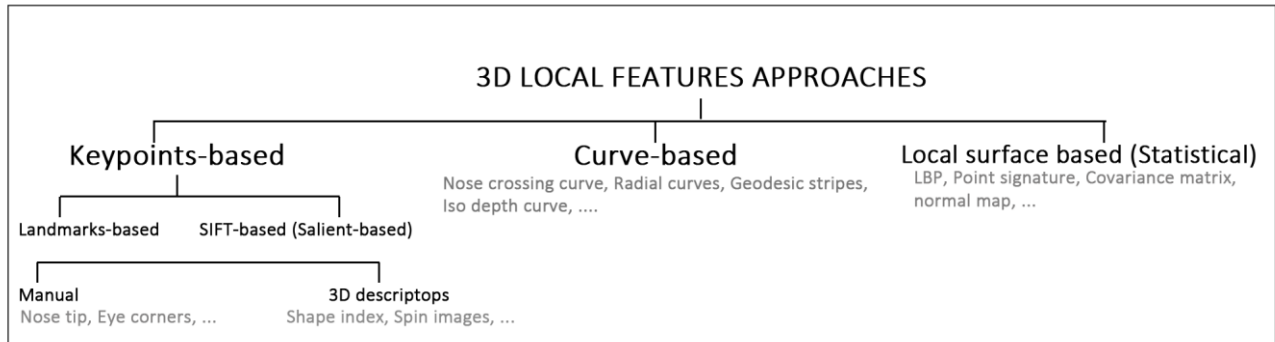 3D LOCAL FEATURES APPROACHES
Keypoints-based
Curve-based
Local surface based (Statistical)
Nose crossing curve, Radial curves, Geodesic stripes,
Iso depth curve, ....
LBP, Point signature, Covariance matrix,
normal map, ...
Landmarks-based
SIFT-based (Salient-based)
Manual
3D descriptops
Nose tip, Eye corners, ...
Shape index, Spin images, ...